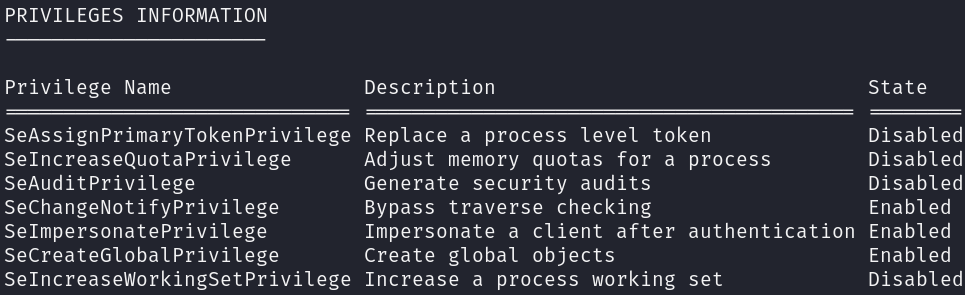 PRIVILEGES INFORMATION
----------------------
Privilege Name Description State
============================= ========================================= ========
SeAssignPrimaryTokenPrivilege Replace a process level token Disabled
SeIncreaseQuotaPrivilege Adjust memory quotas for a process Disabled
SeAuditPrivilege Generate security audits Disabled
SeChangeNotifyPrivilege Bypass traverse checking Enabled
SeImpersonatePrivilege Impersonate a client after authentication Enabled
SeCreateGlobalPrivilege Create global objects Enabled
SeIncreaseWorkingSetPrivilege Increase a process working set Disabled